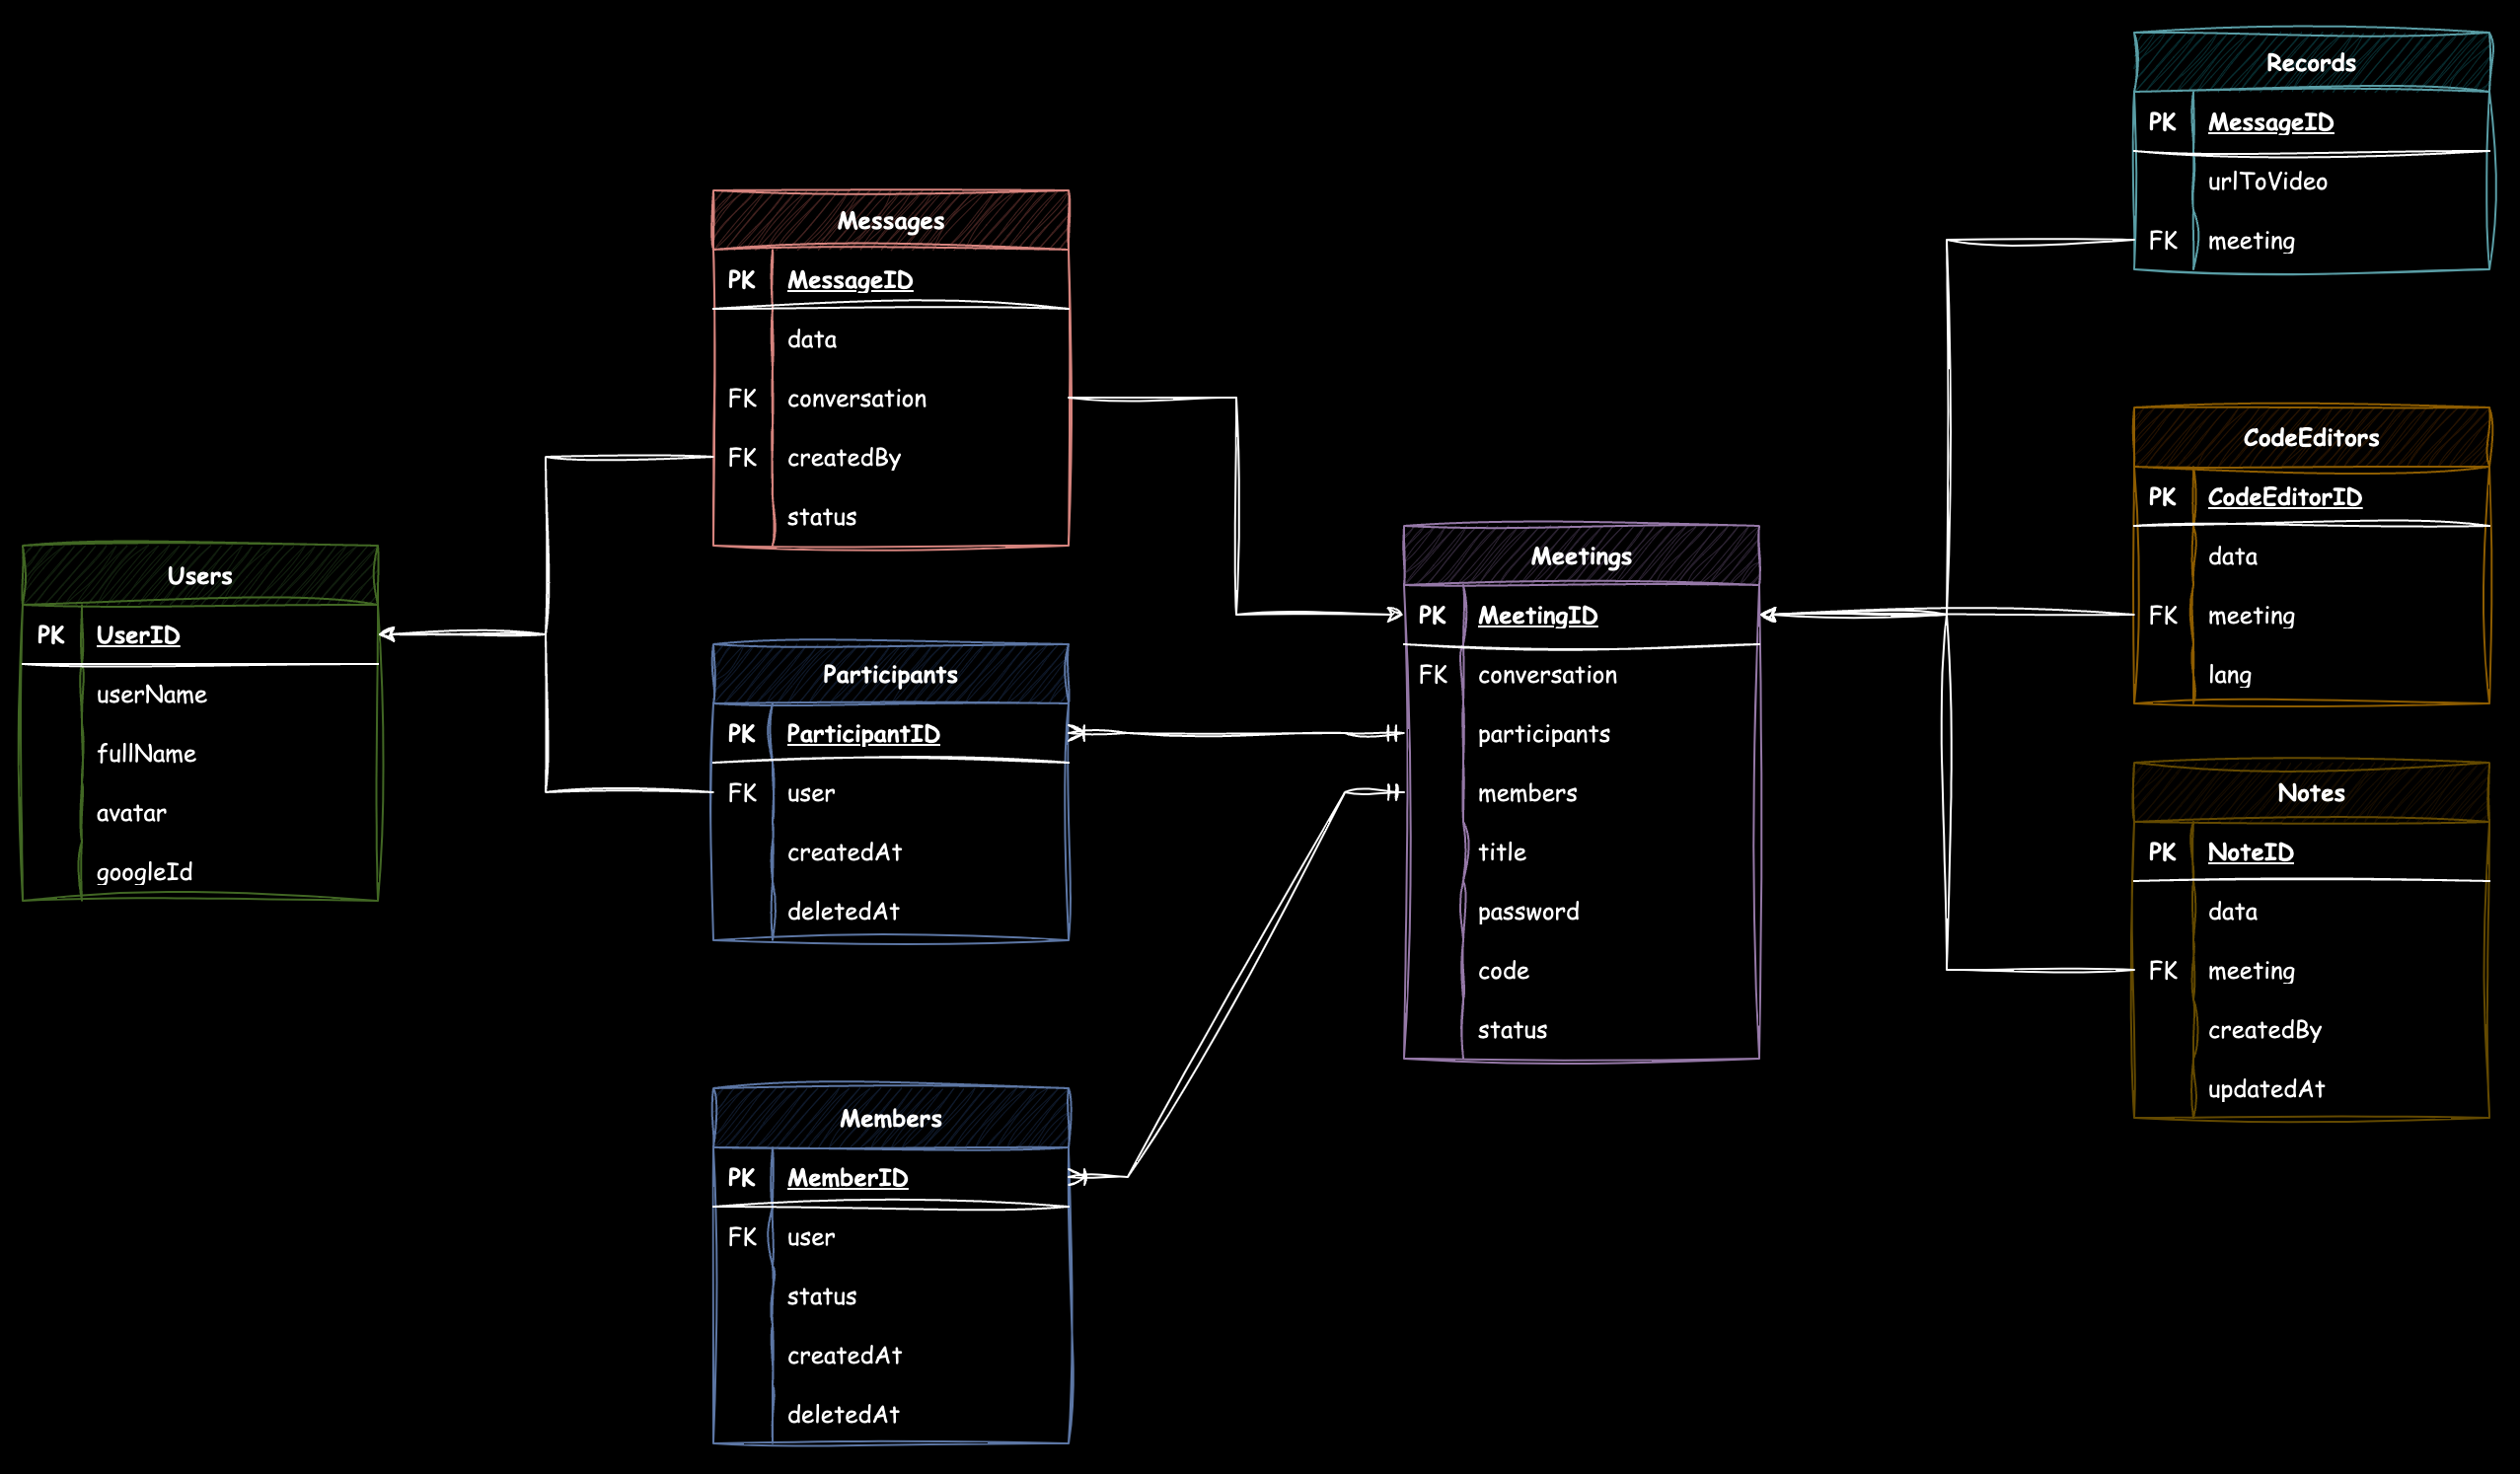 Users
PK UserID
userName
fullName
avatar
googleId
Messages
PK MessageID
data
FK conversation
FK createdBy
status
Participants
PK ParticipantID
FK user
createdAt
deletedAt
Members
PK MemberID
FK user
status
createdAt
deletedAt
Meetings
PK MeetingID
FK conversation
participants
members
title
password
code
status
Records
PK MessageID
urlToVideo
FK meeting
CodeEditors
PK CodeEditorID
data
FK meeting
lang
Notes
PK NoteID
data
FK meeting
createdBy
updatedAt